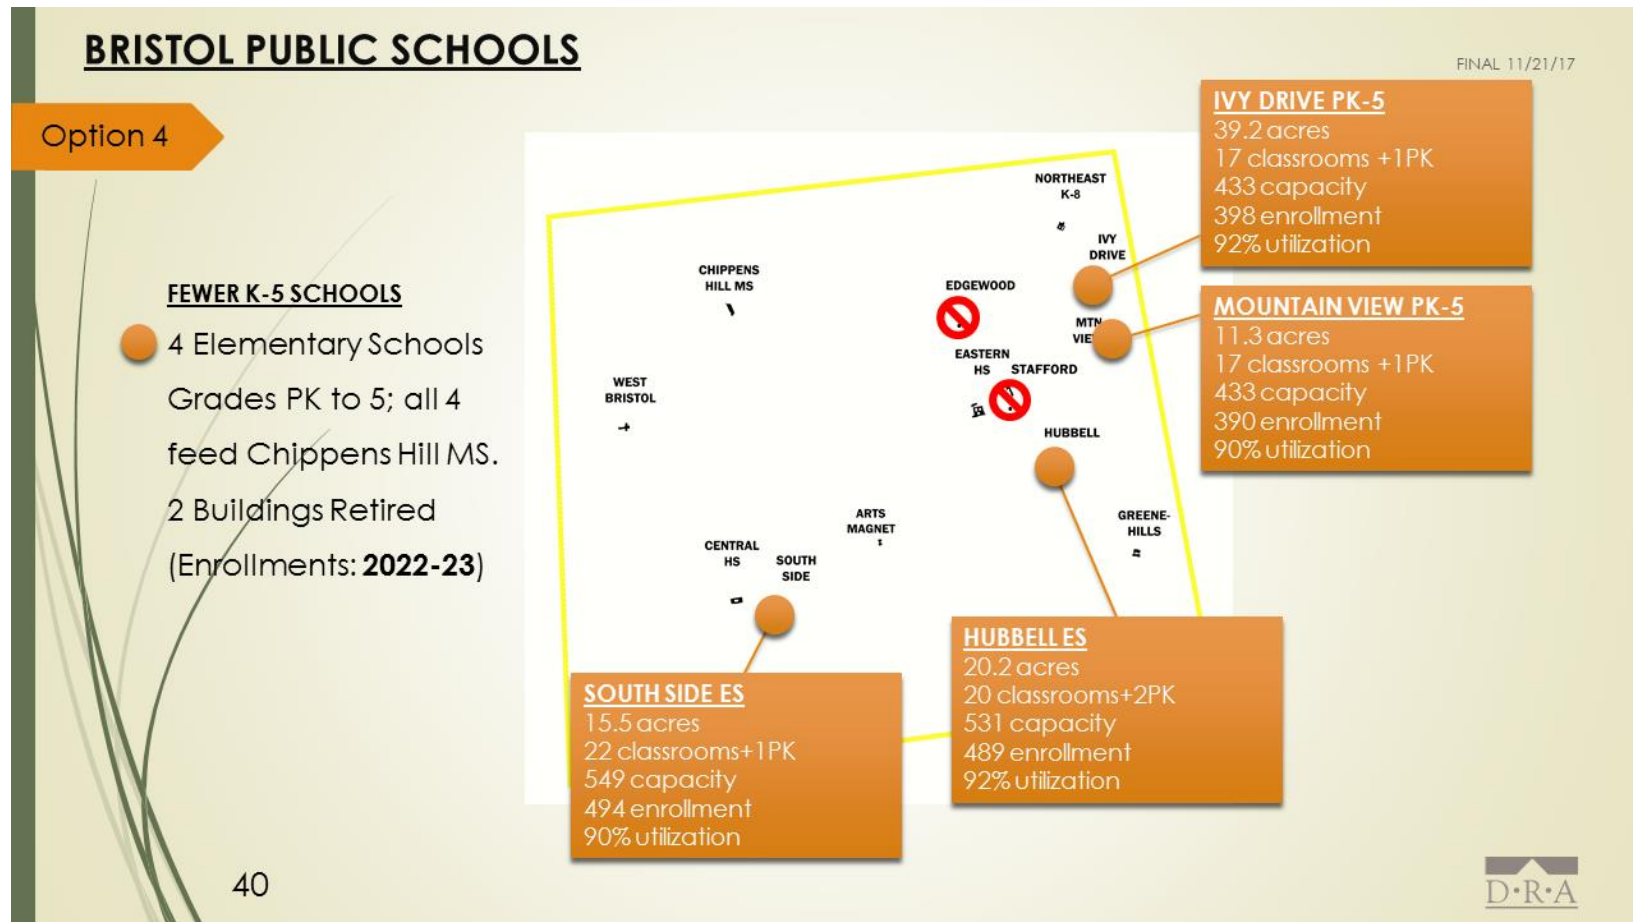 BRISTOL PUBLIC SCHOOLS
FINAL 11/21/17
Option 4
FEWER K-5 SCHOOLS
4 Elementary Schools
Grades PK to 5; all 4
feed Chippens Hill MS.
2 Buildings Retired
(Enrollments: 2022-23)
NORTHEAST
K-8
IVY
DRIVE
CHIPPENS
HILL MS
EDGEWOOD
MTN
VIE
EASTERN
HS
STAFFORD
WEST
BRISTOL
HUBBELL
ARTS
MAGNET
GREENE-
HILLS
CENTRAL
HS
SOUTH
SIDE
IVY DRIVE PK-5
39.2 acres
17 classrooms +1PK
433 capacity
398 enrollment
92% utilization
MOUNTAIN VIEW PK-5
11.3 acres
17 classrooms +1PK
433 capacity
390 enrollment
90% utilization
HUBBELL ES
20.2 acres
20 classrooms+2PK
531 capacity
489 enrollment
92% utilization
SOUTH SIDE ES
15.5 acres
22 classrooms+1PK
549 capacity
494 enrollment
90% utilization
40
D•R•A